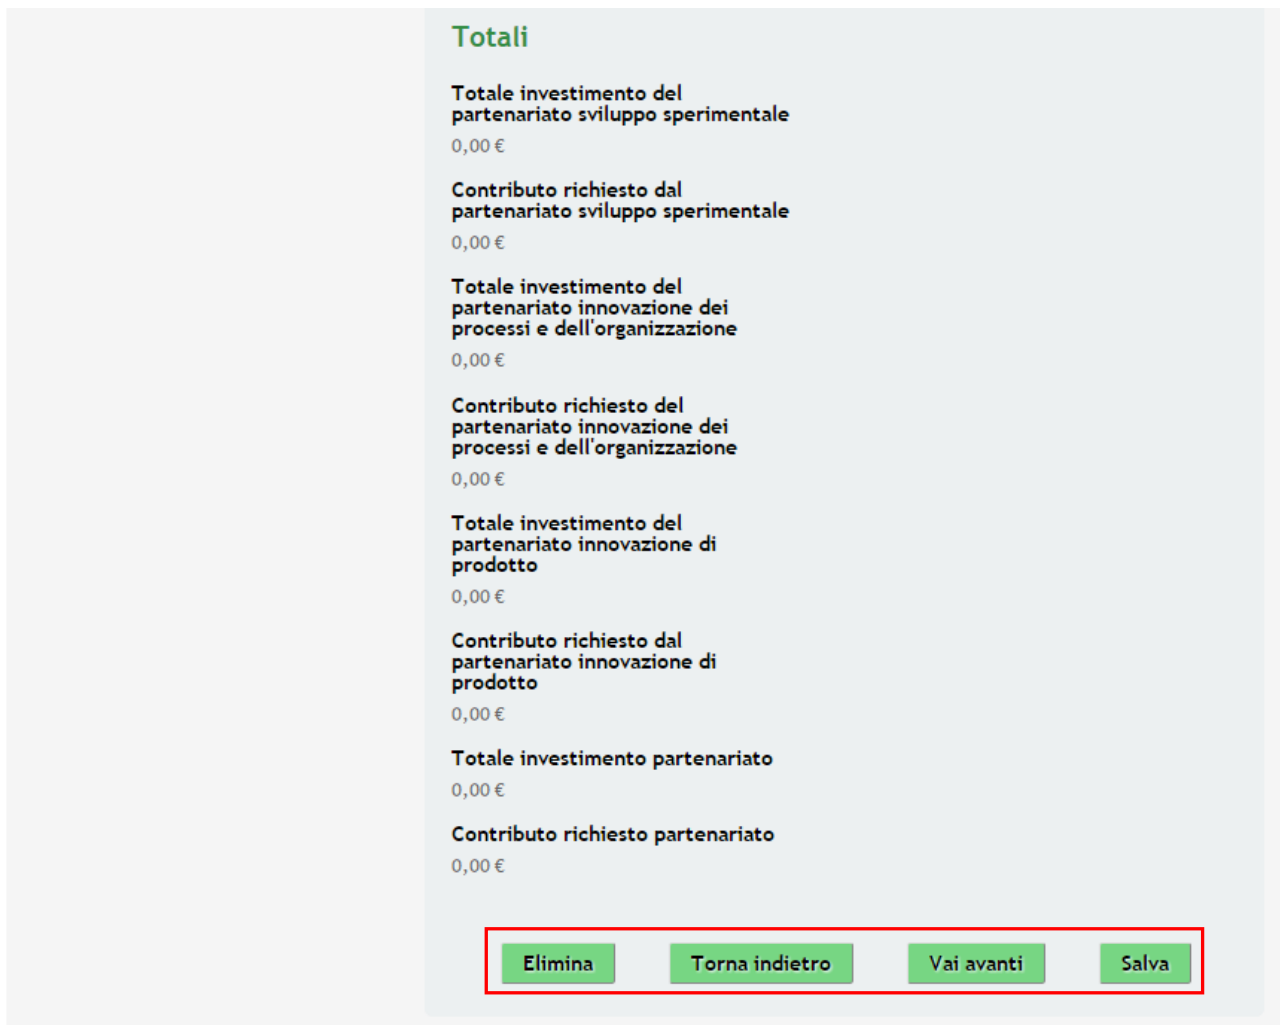 Totali
Totale investimento del
partenariato sviluppo sperimentale
0,00 €
Contributo richiesto dal
partenariato sviluppo sperimentale
0,00 €
Totale investimento del
partenariato innovazione dei
processi e dell'organizzazione
0,00 €
Contributo richiesto del
partenariato innovazione dei
processi e dell'organizzazione
0,00 €
Totale investimento del
partenariato innovazione di
prodotto
0,00 €
Contributo richiesto dal
partenariato innovazione di
prodotto
0,00 €
Totale investimento partenariato
0,00 €
Contributo richiesto partenariato
0,00 €
Elimina Torna indietro Vai avanti Salva